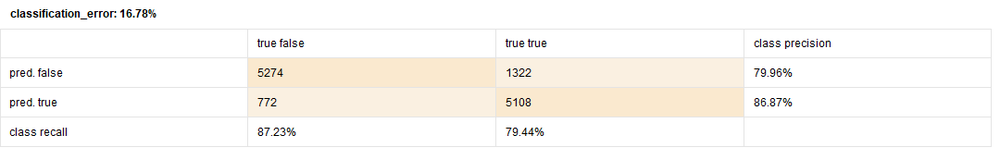 classification_error: 16.78%
true false true true class precision
pred. false 5274 1322 79.96%
pred. true 772 5108 86.87%
class recall 87.23% 79.44%